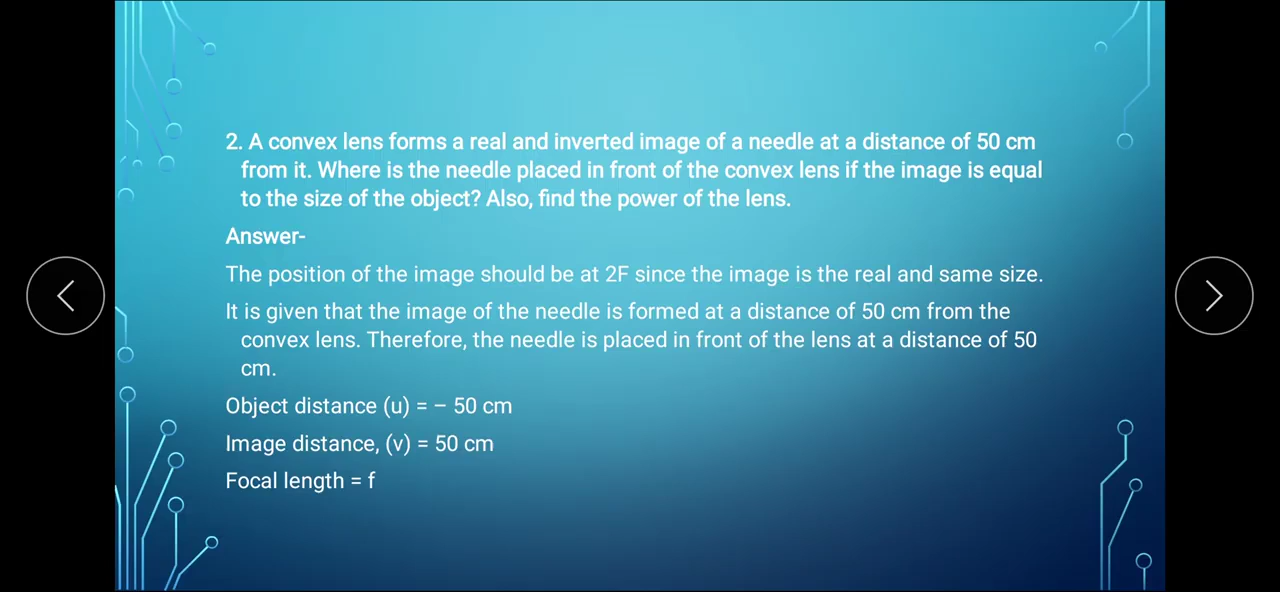 2. A convex lens forms a real and inverted image of a needle at a distance of 50 cm
from it. Where is the needle placed in front of the convex lens if the image is equal
to the size of the object? Also, find the power of the lens.
Answer-
The position of the image should be at 2F since the image is the real and same size.
It is given that the image of the needle is formed at a distance of 50 cm from the
convex lens. Therefore, the needle is placed in front of the lens at a distance of 50
cm.
Object distance (u) = – 50 cm
Image distance, (v) = 50 cm
Focal length = f